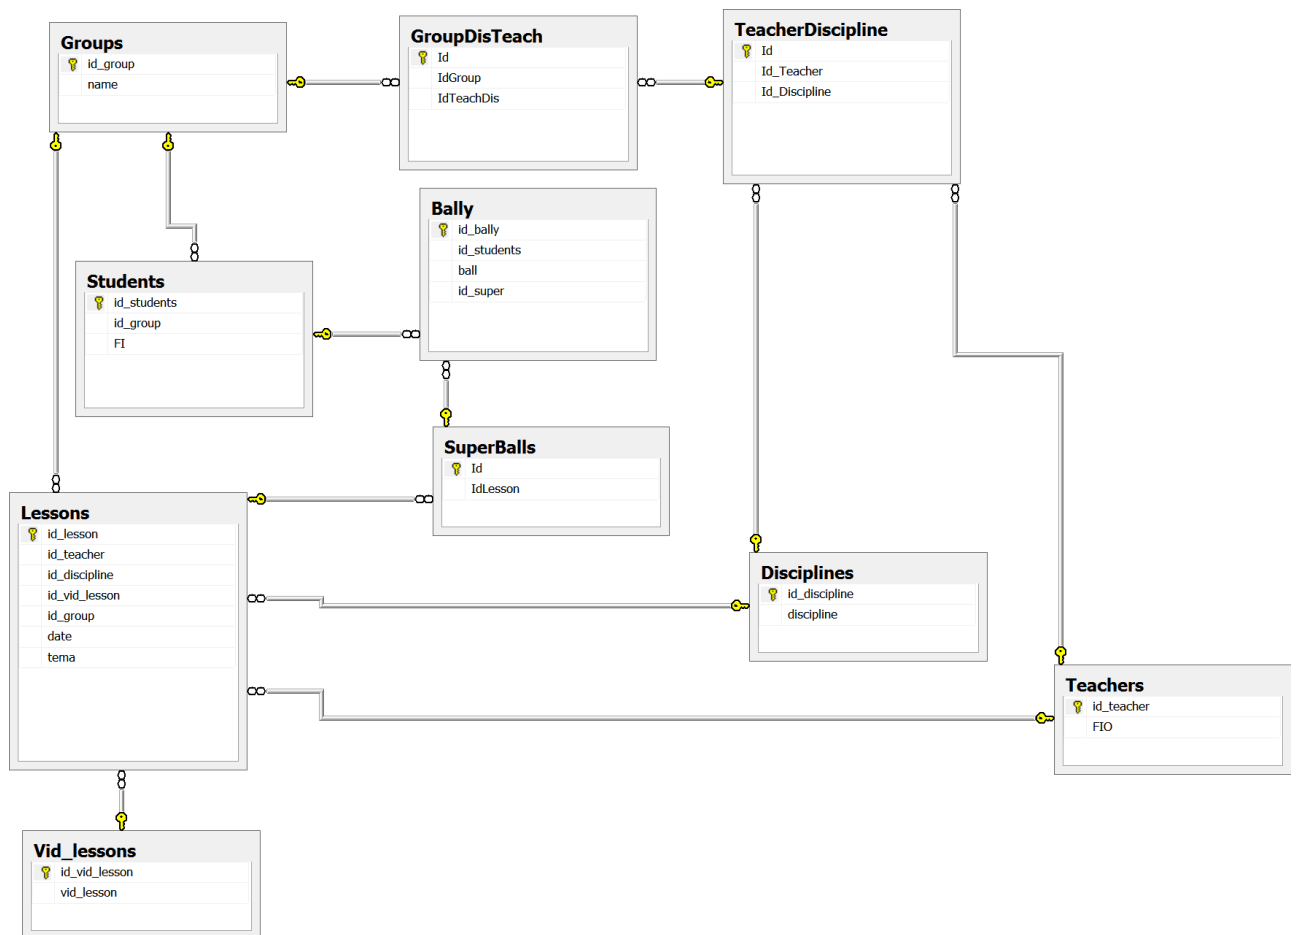 Groups
id_group
name
GroupDisTeach
Id
IdGroup
IdTeachDis
TeacherDiscipline
Id
Id_Teacher
Id_Discipline
Bally
id_bally
id_students
ball
id_super
Students
id_students
id_group
FI
SuperBalls
Id
IdLesson
Lessons
id_lesson
id_teacher
id_discipline
id_vid_lesson
id_group
date
tema
Disciplines
id_discipline
discipline
Teachers
id_teacher
FIO
Vid_lessons
id_vid_lesson
vid_lesson